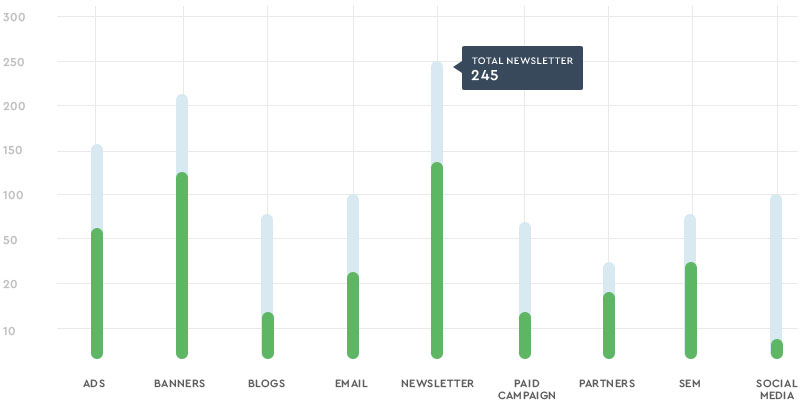 300
250
200
150
100
50
20
10
TOTAL NEWSLETTER
245
ADS
BANNERS
BLOGS
EMAIL
NEWSLETTER
PAID
CAMPAIGN
PARTNERS
SEM
SOCIAL
MEDIA